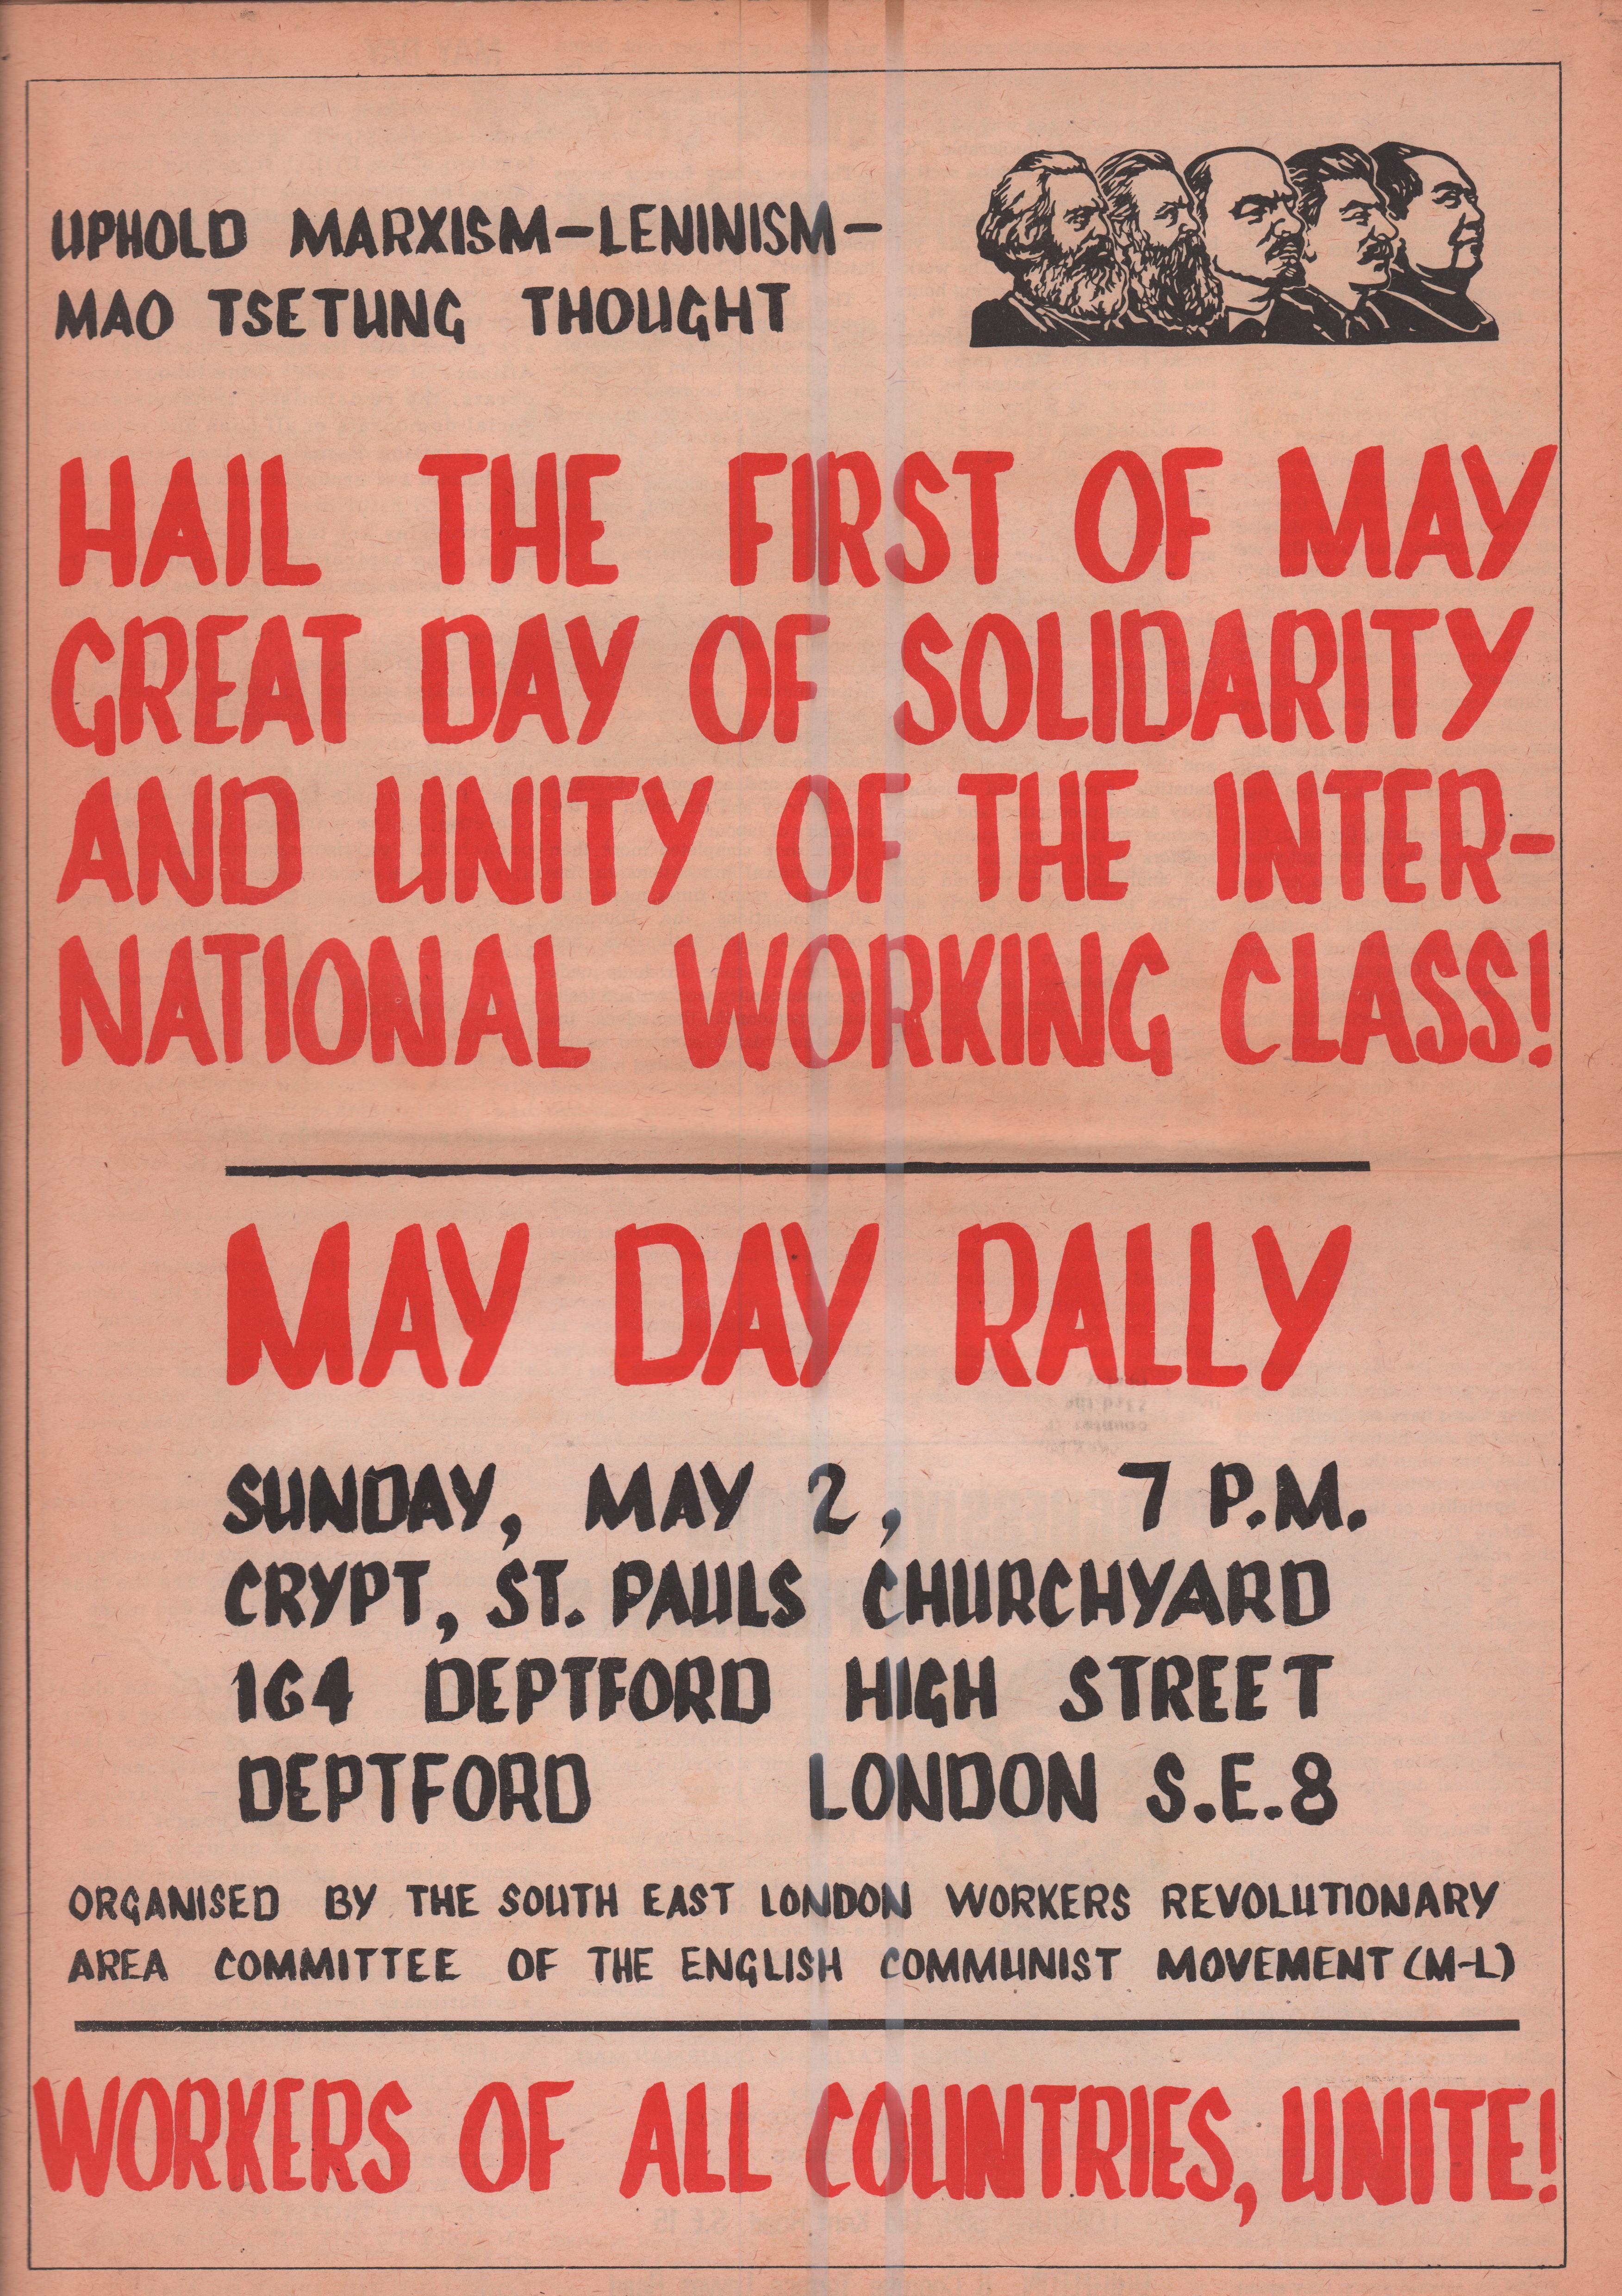 UPHOLD MARXISM-LENINISM-
MAO TSETUNG THOUGHT
HAIL THE FIRST OF MAY
GREAT DAY OF SOLIDARITY
AND UNITY OF THE INTER-
NATIONAL WORKING CLASS!
MAY DAY RALLY
SUNDAY, MAY 2, 7 P.M.
CRYPT, ST. PAULS CHURCHYARD
164 DEPTFORD HIGH STREET
DEPTFORD LONDON S.E.8
ORGANISED BY THE SOUTH EAST LONDON WORKERS REVOLUTIONARY
AREA COMMITTEE OF THE ENGLISH COMMUNIST MOVEMENT (M-L)
WORKERS OF ALL COUNTRIES, UNITE!